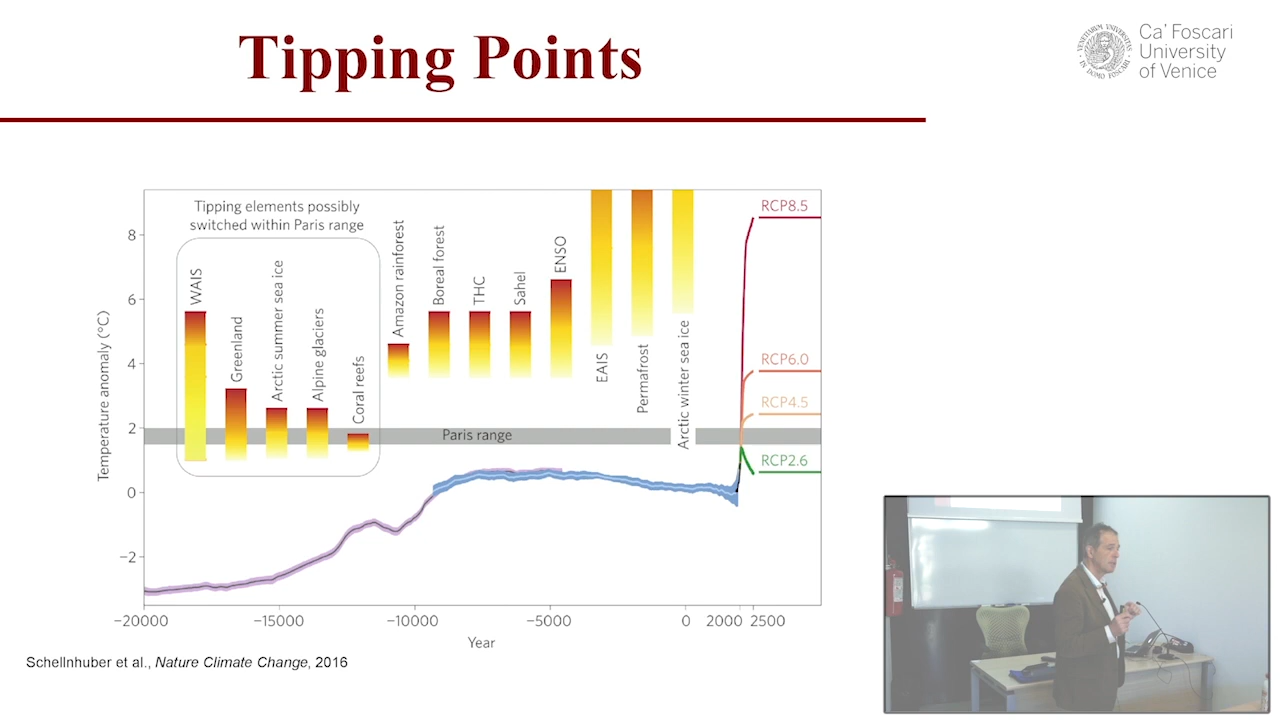 Tipping Points
Ca' Foscari
University
of Venice
Tipping elements possibly
switched within Paris range
WAIS
Greenland
Arctic summer sea ice
Alpine glaciers
Coral reefs
Amazon rainforest
Boreal forest
THC
Sahel
ENSO
EAIS
Permafrost
Arctic winter sea ice
RCP8.5
RCP6.0
RCP4.5
RCP2.6
Paris range
Temperature anomaly (°C)
8
6
4
2
0
−2
−20000
−15000
−10000
−5000
0
2000
2500
Year
Schellnhuber et al., Nature Climate Change, 2016